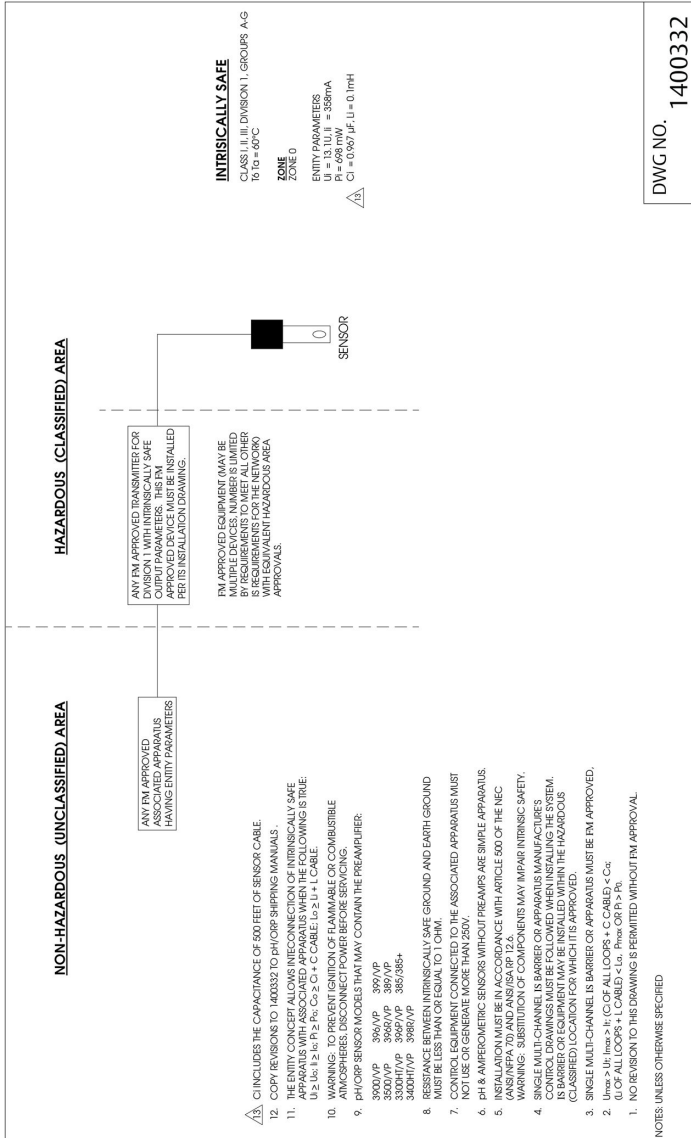 NON-HAZARDOUS (UNCLASSIFIED) AREA
HAZARDOUS (CLASSIFIED) AREA
ANY FM APPROVED
ASSOCIATED APPARATUS
HAVING ENTITY PARAMETERS
ANY FM APPROVED TRANSMITTER FOR
DIVISION 1 WITH INTRINSICALLY SAFE
OUTPUT PARAMETERS. THIS FM
APPROVED DEVICE MUST BE INSTALLED
PER ITS INSTALLATION DRAWING.
FM APPROVED EQUIPMENT (MAY BE
MULTIPLE DEVICES, NUMBER IS LIMITED
BY REQUIREMENTS TO MEET ALL OTHER
IS REQUIREMENTS FOR THE NETWORK)
WITH EQUIVALENT HAZARDOUS AREA
APPROVALS.
SENSOR
INTRISICALLY SAFE
CLASS I, II, III, DIVISION 1, GROUPS A-G
T6 Ta = 60°C
ZONE
ZONE 0
ENTITY PARAMETERS
Ui = 13.1U, Ii = 358mA
Pi = 698 mW
Ci = 0.967 µF, Li = 0.1mH
13
13. Ci INCLUDES THE CAPACITANCE OF 500 FEET OF SENSOR CABLE.
12. COPY REVISIONS TO 1400332 TO pH/ORP SHIPPING MANUALS .
11. THE ENTITY CONCEPT ALLOWS INTECONNECTION OF INTRINSICALLY SAFE
APPARATUS WITH ASSOCIATED APPARATUS WHEN THE FOLLOWING IS TRUE:
Ui ≥ Uo; Ii ≥ Io; Pi ≥ Po; Co ≥ Ci + C CABLE; Lo ≥ Li + L CABLE.
10. WARNING: TO PREVENT IGNITION OF FLAMMABLE OR COMBUSTIBLE
ATMOSPHERES, DISCONNECT POWER BEFORE SERVICING.
9. pH/ORP SENSOR MODELS THAT MAY CONTAIN THE PREAMPLIFIER:
3900/VP 396/VP 399/VP
3500/VP 396R/VP 389/VP
3300HT/VP 396P/VP 385/385+
3400HT/VP 398R/VP
8. RESISTANCE BETWEEN INTRINSICALLY SAFE GROUND AND EARTH GROUND
MUST BE LESS THAN OR EQUAL TO 1 OHM.
7. CONTROL EQUIPMENT CONNECTED TO THE ASSOCIATED APPARATUS MUST
NOT USE OR GENERATE MORE THAN 250V.
6. pH & AMPEROMETRIC SENSORS WITHOUT PREAMPS ARE SIMPLE APPARATUS.
5. INSTALLATION MUST BE IN ACCORDANCE WITH ARTICLE 500 OF THE NEC
(ANSI/NFPA 70) AND ANSI/ISA RP 12.6.
WARNING: SUBSTITUTION OF COMPONENTS MAY IMPAIR INTRINSIC SAFETY.
4. SINGLE MULTI-CHANNEL IS BARRIER OR APPARATUS MANUFACTURE'S
CONTROL DRAWINGS MUST BE FOLLOWED WHEN INSTALLING THE SYSTEM.
IS BARRIER OR EQUIPMENT MAY BE INSTALLED WITHIN THE HAZARDOUS
(CLASSIFIED) LOCATION FOR WHICH IT IS APPROVED.
3. SINGLE MULTI-CHANNEL IS BARRIER OR APPARATUS MUST BE FM APPROVED,
2. Umax > Ut; Imax > It; (Ci OF ALL LOOPS + C CABLE) < Ca;
(Li OF ALL LOOPS + L CABLE) < La, Pmax OR Pi > Po.
1. NO REVISION TO THIS DRAWING IS PERMITTED WITHOUT FM APPROVAL.
NOTES: UNLESS OTHERWISE SPECIFIED
DWG NO.
1400332